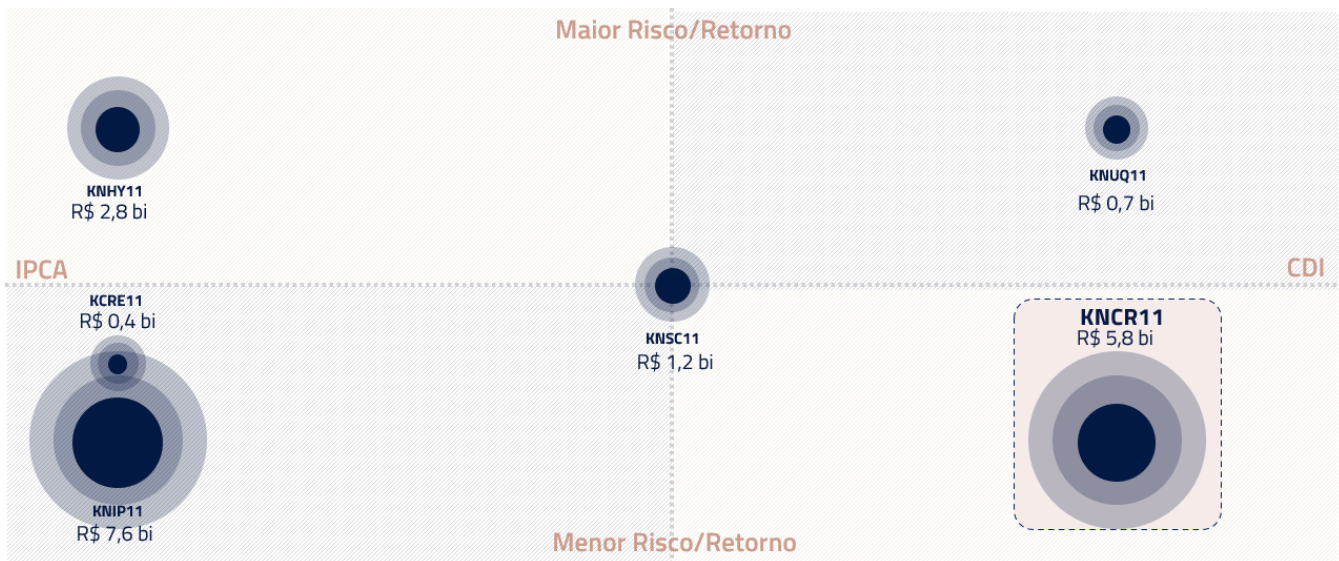 Maior Risco/Retorno
KNHY11
R$ 2,8 bi
KNUQ11
R$ 0,7 bi
IPCA
CDI
KCRE11
R$ 0,4 bi
KNSC11
R$ 1,2 bi
KNCR11
R$ 5,8 bi
KNIP11
R$ 7,6 bi
Menor Risco/Retorno